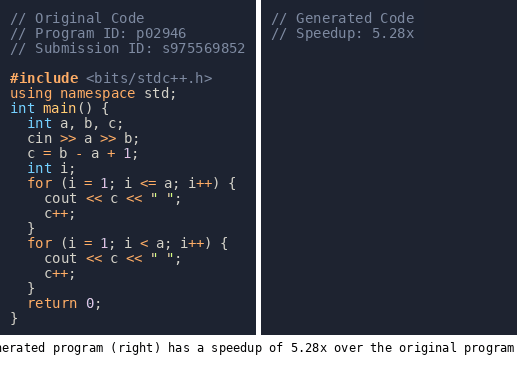 // Original Code
// Program ID: p02946
// Submission ID: s975569852
#include <bits/stdc++.h>
using namespace std;
int main() {
  int a, b, c;
  cin >> a >> b;
  c = b - a + 1;
  int i;
  for (i = 1; i <= a; i++) {
    cout << c << " ";
    c++;
  }
  for (i = 1; i < a; i++) {
    cout << c << " ";
    c++;
  }
  return 0;
}
// Generated Code
// Speedup: 5.28x
nerated program (right) has a speedup of 5.28x over the original program